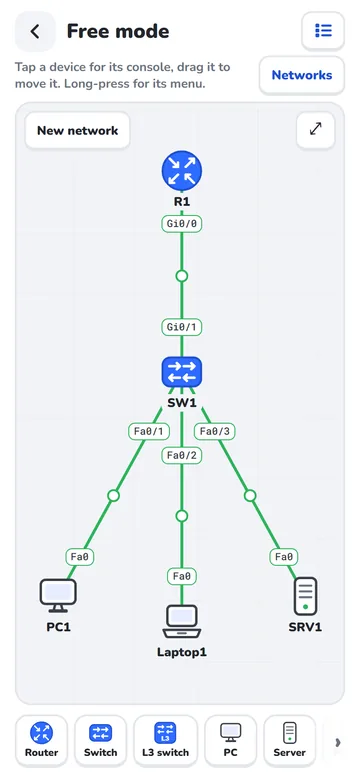 Free mode
Tap a device for its console, drag it to
move it. Long-press for its menu.
Networks
New network
R1
Gi0/0
Gi0/1
SW1
Fa0/1
Fa0/3
Fa0/2
Fa0
Fa0
Fa0
PC1
SRV1
Laptop1
L3
Router
Switch
L3 switch
PC
Server